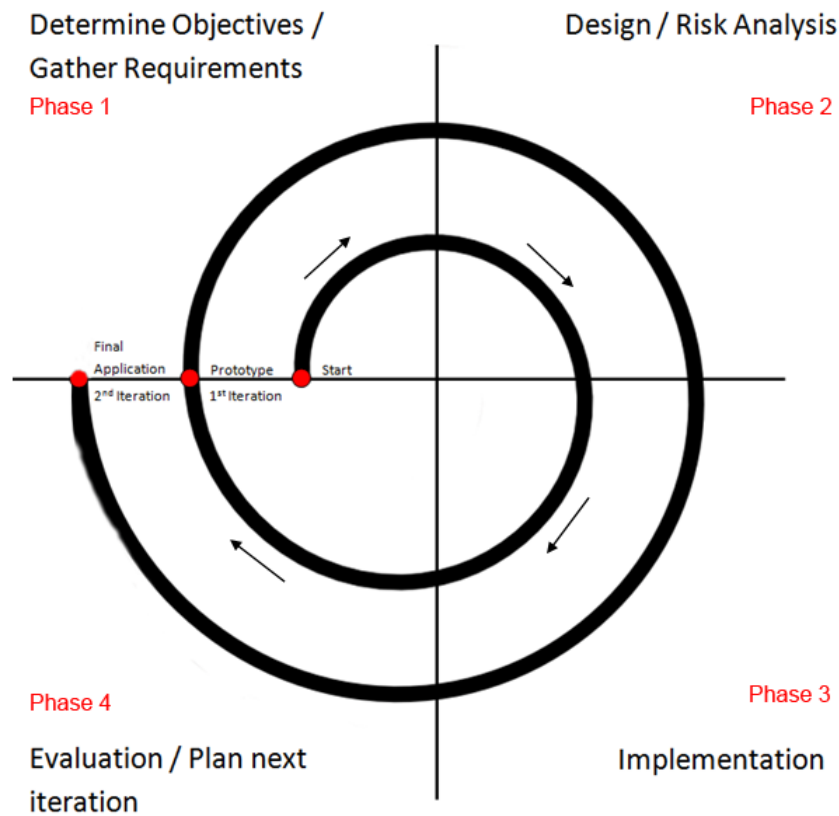 Determine Objectives /
Gather Requirements
Phase 1
Design / Risk Analysis
Phase 2
Final
Application
2nd Iteration
Prototype
1st Iteration
Start
Phase 4
Evaluation / Plan next
iteration
Phase 3
Implementation